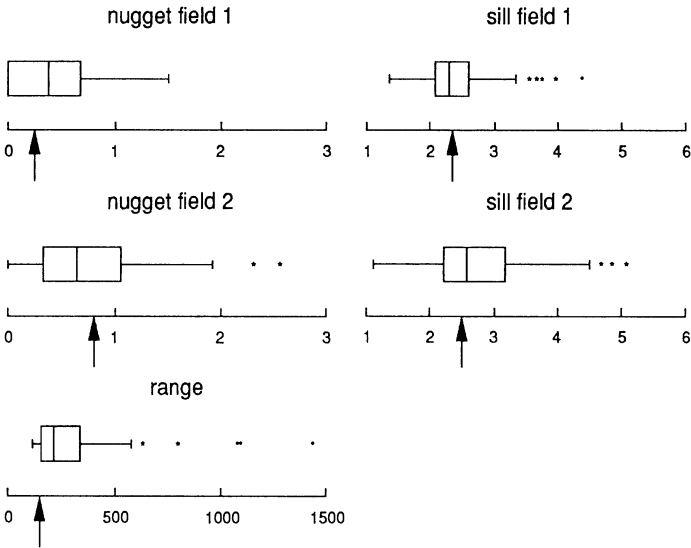 nugget field 1
0 1 2 3
sill field 1
1 2 3 4 5 6
nugget field 2
0 1 2 3
sill field 2
1 2 3 4 5 6
range
0 500 1000 1500